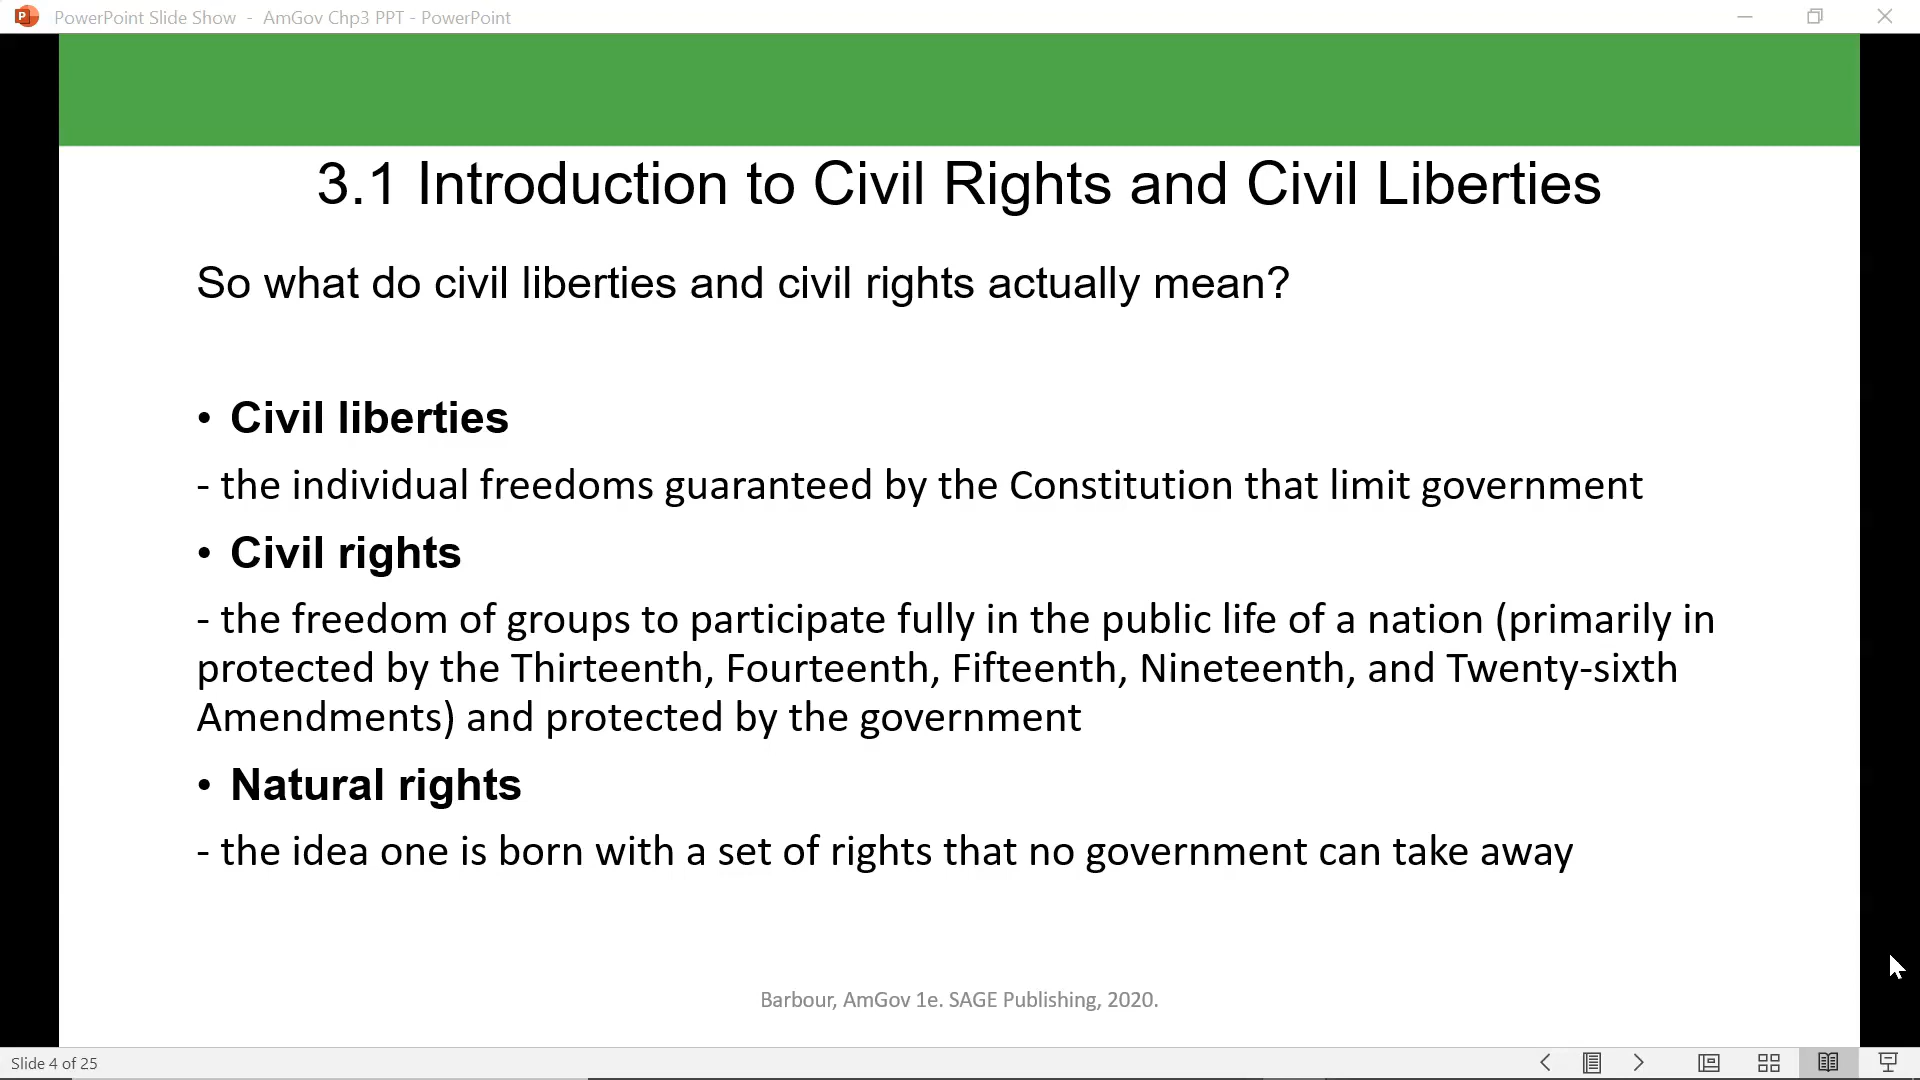 PowerPoint Slide Show - AmGov Chp3 PPT - PowerPoint
3.1 Introduction to Civil Rights and Civil Liberties
So what do civil liberties and civil rights actually mean?
• Civil liberties
- the individual freedoms guaranteed by the Constitution that limit government
• Civil rights
- the freedom of groups to participate fully in the public life of a nation (primarily in
protected by the Thirteenth, Fourteenth, Fifteenth, Nineteenth, and Twenty-sixth
Amendments) and protected by the government
• Natural rights
- the idea one is born with a set of rights that no government can take away
Barbour, AmGov 1e. SAGE Publishing, 2020.
Slide 4 of 25